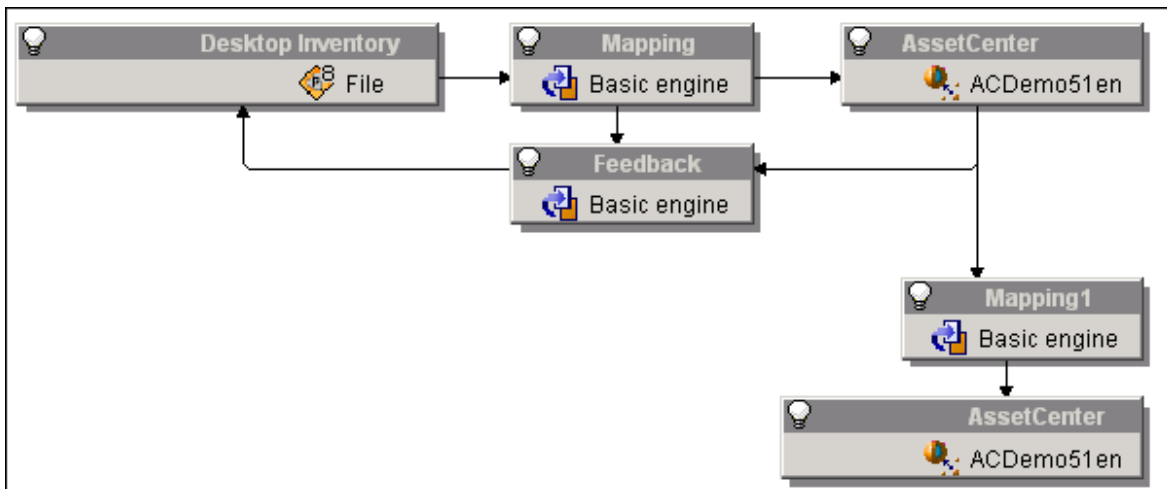 Desktop Inventory
File
Mapping
Basic engine
AssetCenter
ACDemo51en
Feedback
Basic engine
Mapping1
Basic engine
AssetCenter
ACDemo51en